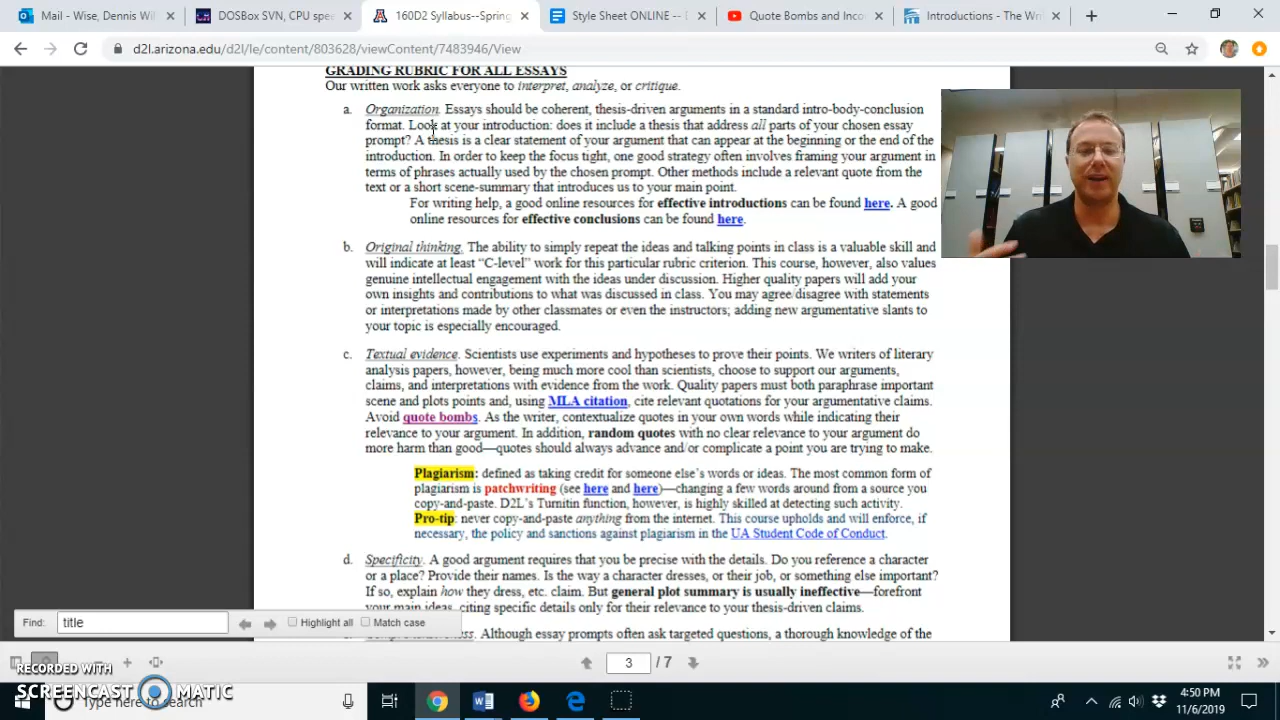 Mail - Wise, Dennis Wil
DOSBox SVN, CPU spee
160D2 Syllabus--Spring
Style Sheet ONLINE -- E
Quote Bombs and Inco
Introductions - The Wri
d2l.arizona.edu/d2l/le/content/803628/viewContent/7483946/View
GRADING RUBRIC FOR ALL ESSAYS
Our written work asks everyone to interpret, analyze, or critique.
a. Organization. Essays should be coherent, thesis-driven arguments in a standard intro-body-conclusion
format. Look at your introduction: does it include a thesis that address all parts of your chosen essay
prompt? A thesis is a clear statement of your argument that can appear at the beginning or the end of the
introduction. In order to keep the focus tight, one good strategy often involves framing your argument in
terms of phrases actually used by the chosen prompt. Other methods include a relevant quote from the
text or a short scene-summary that introduces us to your main point.
For writing help, a good online resources for effective introductions can be found here. A good
online resources for effective conclusions can be found here.
b. Original thinking. The ability to simply repeat the ideas and talking points in class is a valuable skill and
will indicate at least “C-level” work for this particular rubric criterion. This course, however, also values
genuine intellectual engagement with the ideas under discussion. Higher quality papers will add your
own insights and contributions to what was discussed in class. You may agree/disagree with statements
or interpretations made by other classmates or even the instructors; adding new argumentative slants to
your topic is especially encouraged.
c. Textual evidence. Scientists use experiments and hypotheses to prove their points. We writers of literary
analysis papers, however, being much more cool than scientists, choose to support our arguments,
claims, and interpretations with evidence from the work. Quality papers must both paraphrase important
scene and plots points and, using MLA citation, cite relevant quotations for your argumentative claims.
Avoid quote bombs. As the writer, contextualize quotes in your own words while indicating their
relevance to your argument. In addition, random quotes with no clear relevance to your argument do
more harm than good—quotes should always advance and/or complicate a point you are trying to make.
Plagiarism: defined as taking credit for someone else’s words or ideas. The most common form of
plagiarism is patchwriting (see here and here)—changing a few words around from a source you
copy-and-paste. D2L’s Turnitin function, however, is highly skilled at detecting such activity.
Pro-tip: never copy-and-paste anything from the internet. This course upholds and will enforce, if
necessary, the policy and sanctions against plagiarism in the UA Student Code of Conduct.
d. Specificity. A good argument requires that you be precise with the details. Do you reference a character
or a place? Provide their names. Is the way a character dresses, or their job, or something else important?
If so, explain how they dress, etc. claim. But general plot summary is usually ineffective—forefront
your main ideas, citing specific details only for their relevance to your thesis-driven claims.
Although essay prompts often ask targeted questions, a thorough knowledge of the
Find: title Highlight all Match case
3 / 7
RECORDED WITH
SCREENCAST MATIC
Type here to search
4:50 PM
11/6/2019